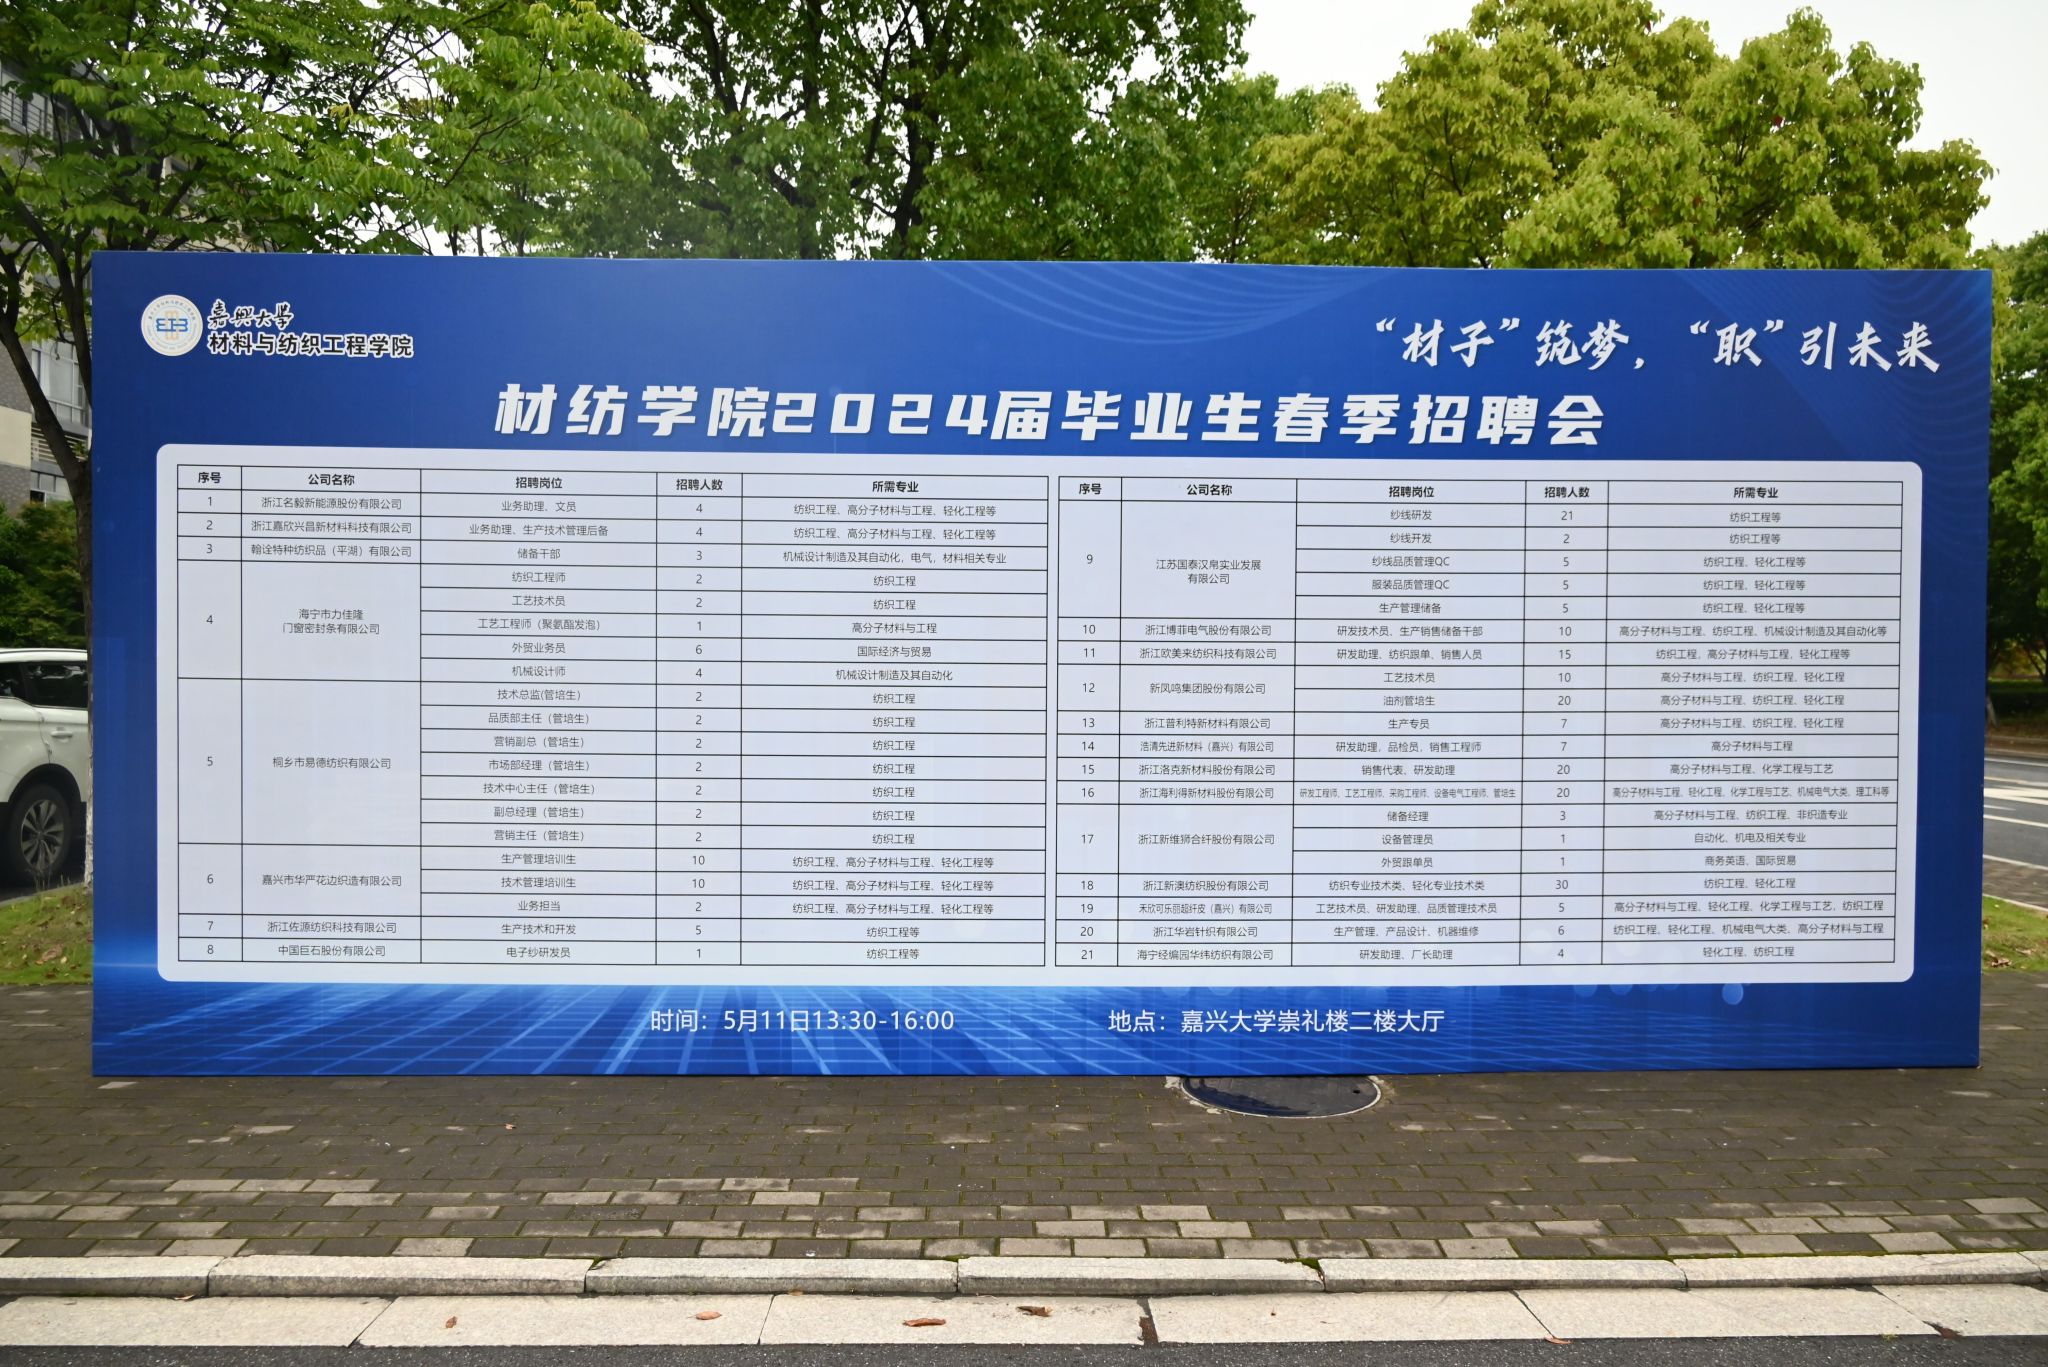 嘉兴大学
材料与纺织工程学院
“材子”筑梦，“职”引未来
材纺学院2024届毕业生春季招聘会
序号 公司名称 招聘岗位 招聘人数 所需专业
1 浙江名毅新能源股份有限公司 业务助理、文员 4 纺织工程、高分子材料与工程、轻化工程等
2 浙江嘉欣兴昌新材料科技有限公司 业务助理、生产技术管理后备 4 纺织工程、高分子材料与工程、轻化工程等
3 翰诠特种纺织品（平湖）有限公司 储备干部 3 机械设计制造及其自动化，电气，材料相关专业
4 海宁市力佳隆
门窗密封条有限公司 纺织工程师 2 纺织工程
工艺技术员 2 纺织工程
工艺工程师（聚氨酯发泡） 1 高分子材料与工程
外贸业务员 6 国际经济与贸易
机械设计师 4 机械设计制造及其自动化
5 桐乡市易德纺织有限公司 技术总监(管培生） 2 纺织工程
品质部主任（管培生） 2 纺织工程
营销副总（管培生） 2 纺织工程
市场部经理（管培生） 2 纺织工程
技术中心主任（管培生） 2 纺织工程
副总经理（管培生） 2 纺织工程
营销主任（管培生） 2 纺织工程
6 嘉兴市华严花边织造有限公司 生产管理培训生 10 纺织工程、高分子材料与工程、轻化工程等
技术管理培训生 10 纺织工程、高分子材料与工程、轻化工程等
业务担当 2 纺织工程、高分子材料与工程、轻化工程等
7 浙江佐源纺织科技有限公司 生产技术和开发 5 纺织工程等
8 中国巨石股份有限公司 电子纱研发员 1 纺织工程等
序号 公司名称 招聘岗位 招聘人数 所需专业
9 江苏国泰汉帛实业发展
有限公司 纱线研发 21 纺织工程等
纱线开发 2 纺织工程等
纱线品质管理QC 5 纺织工程、轻化工程等
服装品质管理QC 5 纺织工程、轻化工程等
生产管理储备 5 纺织工程、轻化工程等
10 浙江博菲电气股份有限公司 研发技术员、生产销售储备干部 10 高分子材料与工程、纺织工程、机械设计制造及其自动化等
11 浙江欧美来纺织科技有限公司 研发助理、纺织跟单、销售人员 15 纺织工程，高分子材料与工程，轻化工程等
12 新凤鸣集团股份有限公司 工艺技术员 10 高分子材料与工程、纺织工程、轻化工程
油剂管培生 20 高分子材料与工程、纺织工程、轻化工程
13 浙江普利特新材料有限公司 生产专员 7 高分子材料与工程、纺织工程、轻化工程
14 浩清先进新材料（嘉兴）有限公司 研发助理，品检员，销售工程师 7 高分子材料与工程
15 浙江洛克新材料股份有限公司 销售代表、研发助理 20 高分子材料与工程、化学工程与工艺
16 浙江海利得新材料股份有限公司 研发工程师、工艺工程师、采购工程师、设备电气工程师、管培生 20 高分子材料与工程，轻化工程，化学工程与工艺，机械电气大类、理工科等
17 浙江新维狮合纤股份有限公司 储备经理 3 高分子材料与工程、纺织工程、非织造专业
设备管理员 1 自动化、机电及相关专业
外贸跟单员 1 商务英语、国际贸易
18 浙江新澳纺织股份有限公司 纺织专业技术类、轻化专业技术类 30 纺织工程、轻化工程
19 禾欣可乐丽超纤皮（嘉兴）有限公司 工艺技术员、研发助理、品质管理技术员 5 高分子材料与工程、轻化工程、化学工程与工艺，纺织工程
20 浙江华岩针织有限公司 生产管理、产品设计、机器维修 6 纺织工程、轻化工程、机械电气大类、高分子材料与工程
21 海宁经编园华纬纺织有限公司 研发助理、厂长助理 4 轻化工程、纺织工程
时间：5月11日13:30-16:00 地点：嘉兴大学崇礼楼二楼大厅